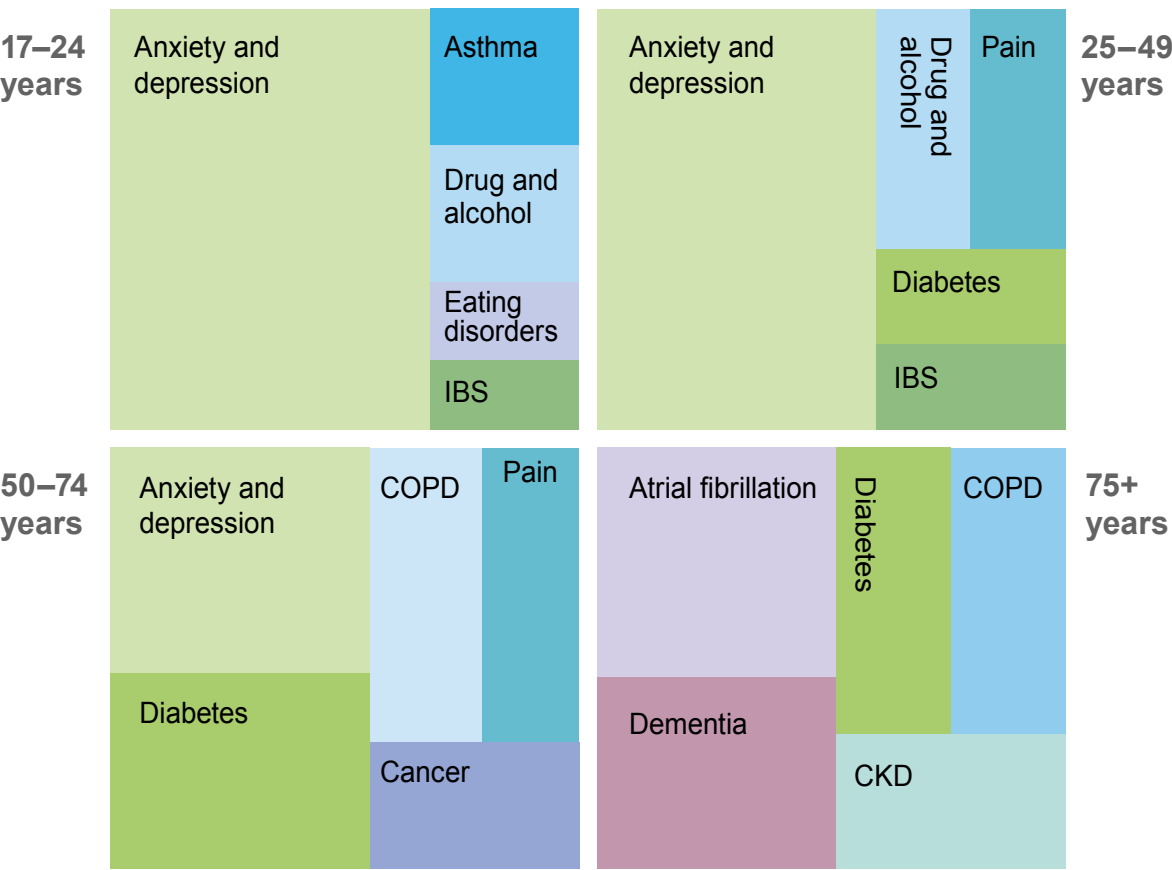 17–24
years
Anxiety and
depression
Asthma
Drug and
alcohol
Eating
disorders
IBS
Anxiety and
depression
Drug and
alcohol
Pain
Diabetes
IBS
25–49
years
50–74
years
Anxiety and
depression
COPD
Pain
Diabetes
Cancer
Atrial fibrillation
Diabetes
COPD
Dementia
CKD
75+
years